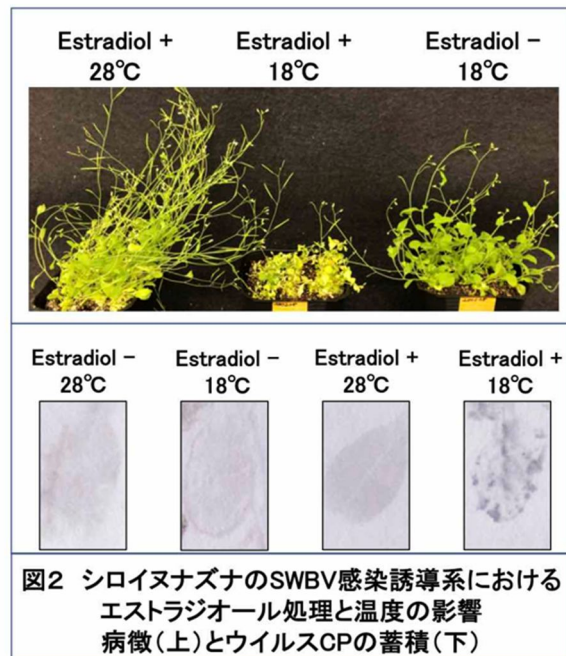 Estradiol + Estradiol + Estradiol −
28℃ 18℃ 18℃
Estradiol − Estradiol − Estradiol + Estradiol +
28℃ 18℃ 28℃ 18℃
図2 シロイヌナズナのSWBV感染誘導系における
エストラジオール処理と温度の影響
病徴(上)とウイルスCPの蓄積(下)